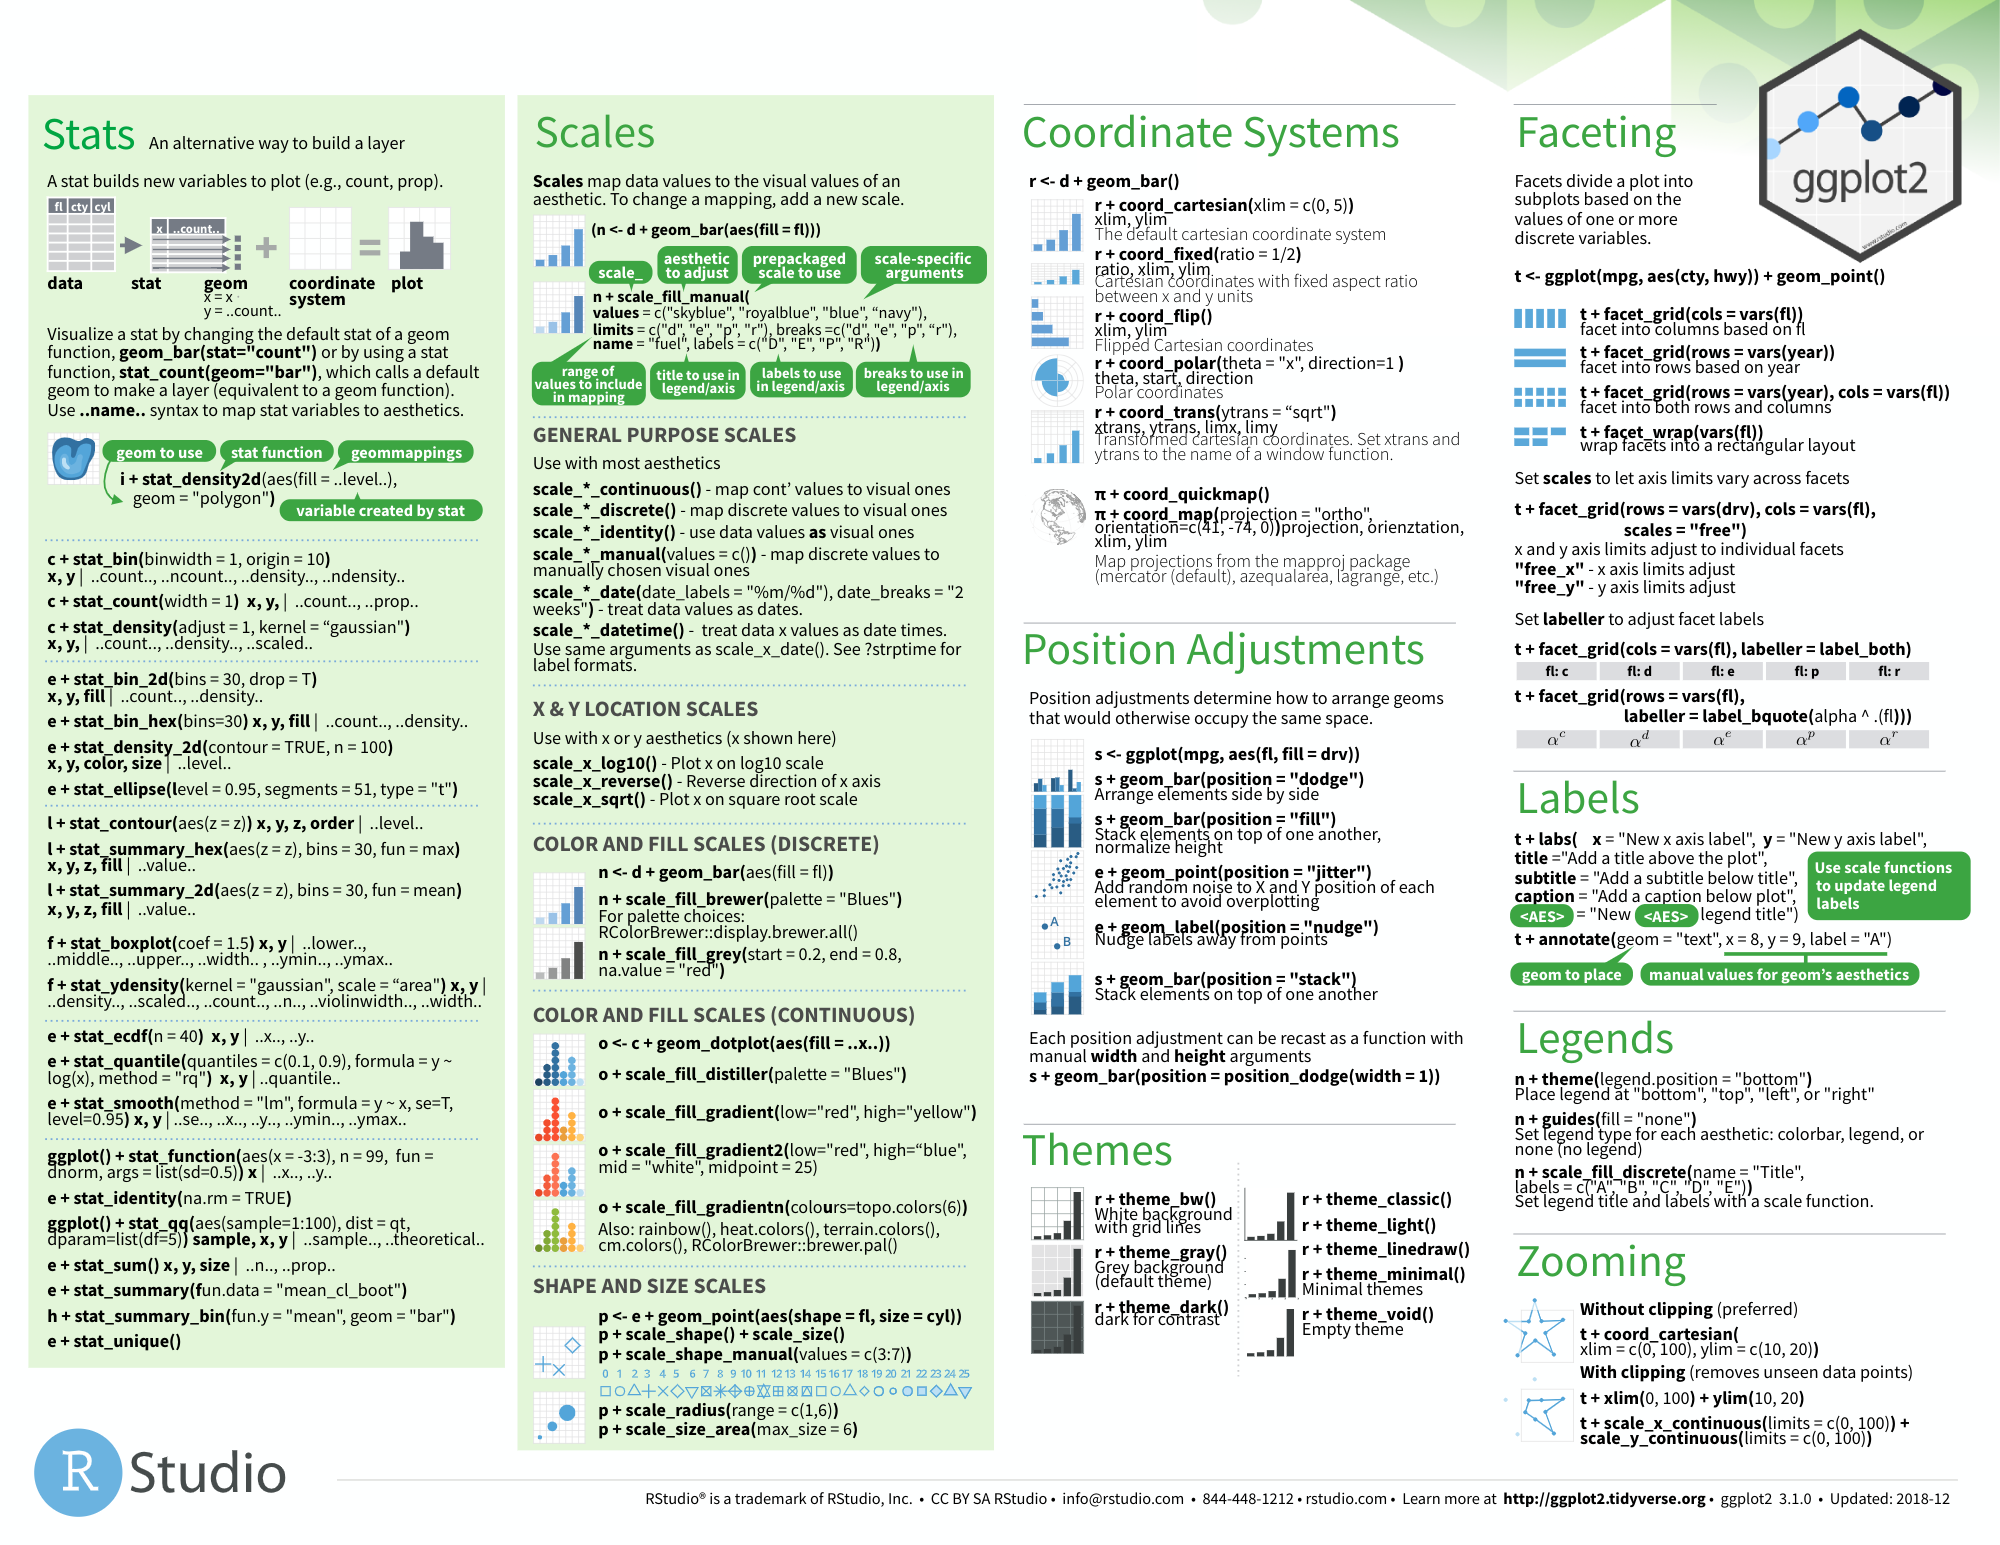 Stats An alternative way to build a layer
A stat builds new variables to plot (e.g., count, prop).
fl cty cyl
x ..count..
data stat geom coordinate plot
x = x · system
y = ..count..
Visualize a stat by changing the default stat of a geom
function, geom_bar(stat="count") or by using a stat
function, stat_count(geom="bar"), which calls a default
geom to make a layer (equivalent to a geom function).
Use ..name.. syntax to map stat variables to aesthetics.
geom to use stat function geommappings
i + stat_density2d(aes(fill = ..level..),
geom = "polygon")
variable created by stat
c + stat_bin(binwidth = 1, origin = 10)
x, y | ..count.., ..ncount.., ..density.., ..ndensity..
c + stat_count(width = 1) x, y, | ..count.., ..prop..
c + stat_density(adjust = 1, kernel = “gaussian")
x, y, | ..count.., ..density.., ..scaled..
e + stat_bin_2d(bins = 30, drop = T)
x, y, fill | ..count.., ..density..
e + stat_bin_hex(bins=30) x, y, fill | ..count.., ..density..
e + stat_density_2d(contour = TRUE, n = 100)
x, y, color, size | ..level..
e + stat_ellipse(level = 0.95, segments = 51, type = "t")
l + stat_contour(aes(z = z)) x, y, z, order | ..level..
l + stat_summary_hex(aes(z = z), bins = 30, fun = max)
x, y, z, fill | ..value..
l + stat_summary_2d(aes(z = z), bins = 30, fun = mean)
x, y, z, fill | ..value..
f + stat_boxplot(coef = 1.5) x, y | ..lower..,
..middle.., ..upper.., ..width.. , ..ymin.., ..ymax..
f + stat_ydensity(kernel = "gaussian", scale = “area") x, y |
..density.., ..scaled.., ..count.., ..n.., ..violinwidth.., ..width..
e + stat_ecdf(n = 40) x, y | ..x.., ..y..
e + stat_quantile(quantiles = c(0.1, 0.9), formula = y ~
log(x), method = "rq") x, y | ..quantile..
e + stat_smooth(method = "lm", formula = y ~ x, se=T,
level=0.95) x, y | ..se.., ..x.., ..y.., ..ymin.., ..ymax..
ggplot() + stat_function(aes(x = -3:3), n = 99, fun =
dnorm, args = list(sd=0.5)) x | ..x.., ..y..
e + stat_identity(na.rm = TRUE)
ggplot() + stat_qq(aes(sample=1:100), dist = qt,
dparam=list(df=5)) sample, x, y | ..sample.., ..theoretical..
e + stat_sum() x, y, size | ..n.., ..prop..
e + stat_summary(fun.data = "mean_cl_boot")
h + stat_summary_bin(fun.y = "mean", geom = "bar")
e + stat_unique()
Scales
Scales map data values to the visual values of an
aesthetic. To change a mapping, add a new scale.
(n <- d + geom_bar(aes(fill = fl)))
scale_ aesthetic to adjust prepackaged scale to use scale-specific arguments
n + scale_fill_manual(
values = c("skyblue", "royalblue", "blue", “navy"),
limits = c("d", "e", "p", "r"), breaks =c("d", "e", "p", “r"),
name = "fuel", labels = c("D", "E", "P", "R"))
range of values to include in mapping title to use in legend/axis labels to use in legend/axis breaks to use in legend/axis
GENERAL PURPOSE SCALES
Use with most aesthetics
scale_*_continuous() - map cont’ values to visual ones
scale_*_discrete() - map discrete values to visual ones
scale_*_identity() - use data values as visual ones
scale_*_manual(values = c()) - map discrete values to
manually chosen visual ones
scale_*_date(date_labels = "%m/%d"), date_breaks = "2
weeks") - treat data values as dates.
scale_*_datetime() - treat data x values as date times.
Use same arguments as scale_x_date(). See ?strptime for
label formats.
X & Y LOCATION SCALES
Use with x or y aesthetics (x shown here)
scale_x_log10() - Plot x on log10 scale
scale_x_reverse() - Reverse direction of x axis
scale_x_sqrt() - Plot x on square root scale
COLOR AND FILL SCALES (DISCRETE)
n <- d + geom_bar(aes(fill = fl))
n + scale_fill_brewer(palette = "Blues")
For palette choices:
RColorBrewer::display.brewer.all()
n + scale_fill_grey(start = 0.2, end = 0.8,
na.value = "red")
COLOR AND FILL SCALES (CONTINUOUS)
o <- c + geom_dotplot(aes(fill = ..x..))
o + scale_fill_distiller(palette = "Blues")
o + scale_fill_gradient(low="red", high="yellow")
o + scale_fill_gradient2(low="red", high=“blue",
mid = "white", midpoint = 25)
o + scale_fill_gradientn(colours=topo.colors(6))
Also: rainbow(), heat.colors(), terrain.colors(),
cm.colors(), RColorBrewer::brewer.pal()
SHAPE AND SIZE SCALES
p <- e + geom_point(aes(shape = fl, size = cyl))
p + scale_shape() + scale_size()
p + scale_shape_manual(values = c(3:7))
0 1 2 3 4 5 6 7 8 9 10 11 12 13 14 15 16 17 18 19 20 21 22 23 24 25
p + scale_radius(range = c(1,6))
p + scale_size_area(max_size = 6)
Coordinate Systems
r <- d + geom_bar()
r + coord_cartesian(xlim = c(0, 5))
xlim, ylim
The default cartesian coordinate system
r + coord_fixed(ratio = 1/2)
ratio, xlim, ylim
Cartesian coordinates with fixed aspect ratio
between x and y units
r + coord_flip()
xlim, ylim
Flipped Cartesian coordinates
r + coord_polar(theta = "x", direction=1 )
theta, start, direction
Polar coordinates
r + coord_trans(ytrans = “sqrt")
xtrans, ytrans, limx, limy
Transformed cartesian coordinates. Set xtrans and
ytrans to the name of a window function.
π + coord_quickmap()
π + coord_map(projection = "ortho",
orientation=c(41, -74, 0))projection, orienztation,
xlim, ylim
Map projections from the mapproj package
(mercator (default), azequalarea, lagrange, etc.)
Position Adjustments
Position adjustments determine how to arrange geoms
that would otherwise occupy the same space.
s <- ggplot(mpg, aes(fl, fill = drv))
s + geom_bar(position = "dodge")
Arrange elements side by side
s + geom_bar(position = "fill")
Stack elements on top of one another,
normalize height
e + geom_point(position = "jitter")
Add random noise to X and Y position of each
element to avoid overplotting
A
B
e + geom_label(position = "nudge")
Nudge labels away from points
s + geom_bar(position = "stack")
Stack elements on top of one another
Each position adjustment can be recast as a function with
manual width and height arguments
s + geom_bar(position = position_dodge(width = 1))
Themes
r + theme_bw()
White background
with grid lines
r + theme_gray()
Grey background
(default theme)
r + theme_dark()
dark for contrast
r + theme_classic()
r + theme_light()
r + theme_linedraw()
r + theme_minimal()
Minimal themes
r + theme_void()
Empty theme
Faceting
Facets divide a plot into
subplots based on the
values of one or more
discrete variables.
ggplot2
www.rstudio.com
t <- ggplot(mpg, aes(cty, hwy)) + geom_point()
t + facet_grid(cols = vars(fl))
facet into columns based on fl
t + facet_grid(rows = vars(year))
facet into rows based on year
t + facet_grid(rows = vars(year), cols = vars(fl))
facet into both rows and columns
t + facet_wrap(vars(fl))
wrap facets into a rectangular layout
Set scales to let axis limits vary across facets
t + facet_grid(rows = vars(drv), cols = vars(fl),
scales = "free")
x and y axis limits adjust to individual facets
"free_x" - x axis limits adjust
"free_y" - y axis limits adjust
Set labeller to adjust facet labels
t + facet_grid(cols = vars(fl), labeller = label_both)
fl: c fl: d fl: e fl: p fl: r
t + facet_grid(rows = vars(fl),
labeller = label_bquote(alpha ^ .(fl)))
α^c α^d α^e α^p α^r
Labels
t + labs( x = "New x axis label", y = "New y axis label",
title ="Add a title above the plot",
subtitle = "Add a subtitle below title",
caption = "Add a caption below plot",
<AES> = "New <AES> legend title")
Use scale functions
to update legend
labels
t + annotate(geom = "text", x = 8, y = 9, label = "A")
geom to place manual values for geom’s aesthetics
Legends
n + theme(legend.position = "bottom")
Place legend at "bottom", "top", "left", or "right"
n + guides(fill = "none")
Set legend type for each aesthetic: colorbar, legend, or
none (no legend)
n + scale_fill_discrete(name = "Title",
labels = c("A", "B", "C", "D", "E"))
Set legend title and labels with a scale function.
Zooming
Without clipping (preferred)
t + coord_cartesian(
xlim = c(0, 100), ylim = c(10, 20))
With clipping (removes unseen data points)
t + xlim(0, 100) + ylim(10, 20)
t + scale_x_continuous(limits = c(0, 100)) +
scale_y_continuous(limits = c(0, 100))
R Studio
RStudio® is a trademark of RStudio, Inc. • CC BY SA RStudio • info@rstudio.com • 844-448-1212 • rstudio.com • Learn more at http://ggplot2.tidyverse.org • ggplot2 3.1.0 • Updated: 2018-12